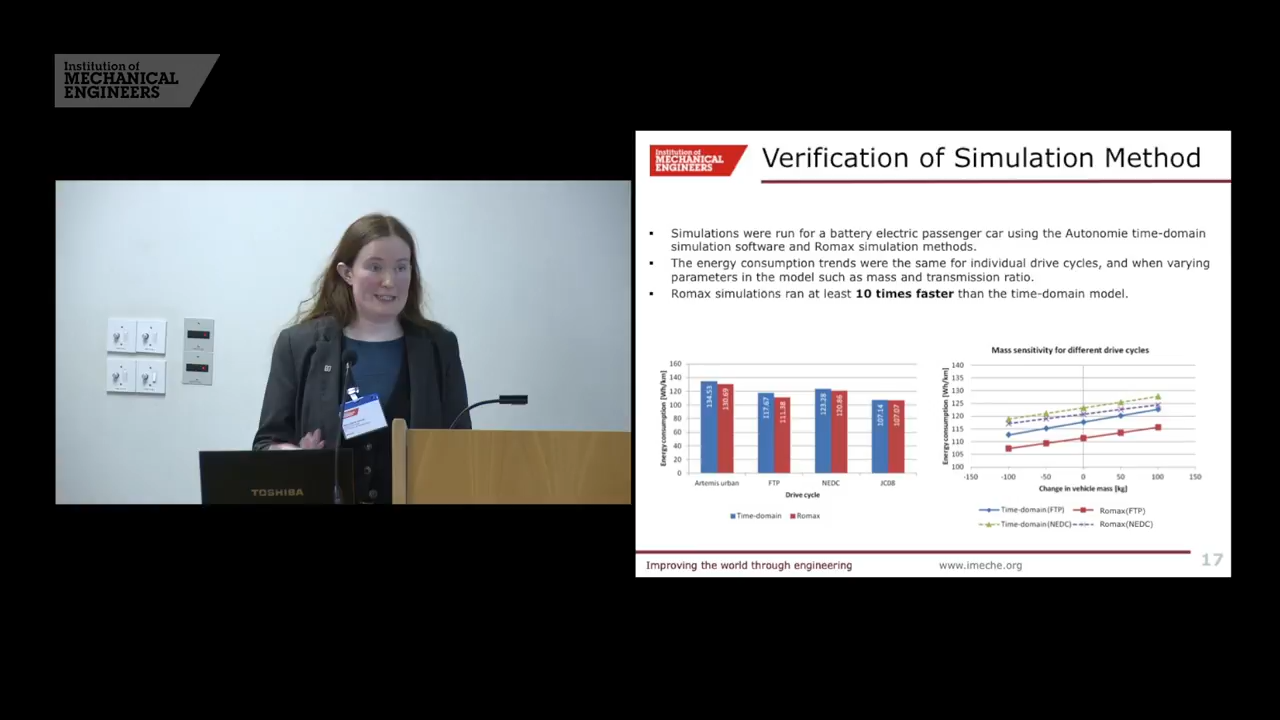 Institution of
MECHANICAL
ENGINEERS
TOSHIBA
Institution of
MECHANICAL
ENGINEERS
Verification of Simulation Method
▪ Simulations were run for a battery electric passenger car using the Autonomie time-domain
simulation software and Romax simulation methods.
▪ The energy consumption trends were the same for individual drive cycles, and when varying
parameters in the model such as mass and transmission ratio.
▪ Romax simulations ran at least 10 times faster than the time-domain model.
Energy consumption [Wh/km]
160
140
120
100
80
60
40
20
0
134.53
130.69
117.67
111.38
123.28
120.86
107.14
107.07
Artemis urban FTP NEDC JC08
Drive cycle
Time-domain Romax
Mass sensitivity for different drive cycles
Energy consumption [Wh/km]
140
135
130
125
120
115
110
105
100
-150 -100 -50 0 50 100 150
Change in vehicle mass [kg]
Time-domain (FTP) Romax (FTP)
Time-domain (NEDC) Romax (NEDC)
Improving the world through engineering
www.imeche.org
17